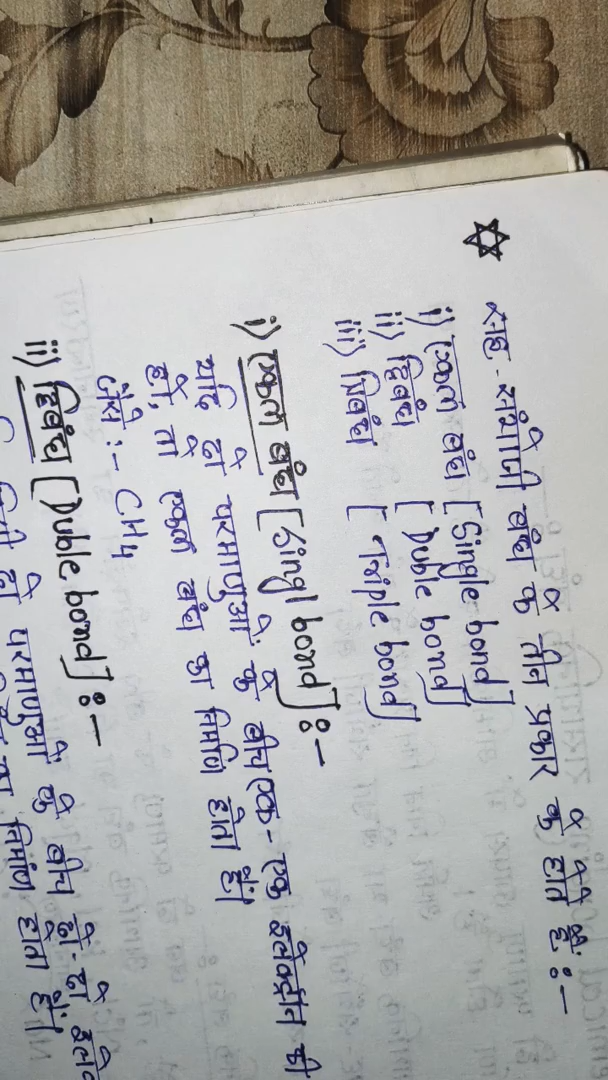 सह-संयोजी बंध के तीन प्रकार के होते हैं :-
i) एकल बंध [Single bond]
ii) द्विबंध [Duble bond]
iii) त्रिबंध [Triple bond]
i) एकल बंध [Singl bond] :-
यदि दो परमाणुओं के बीच एक-एक इलेक्ट्रॉन की
हो, तो एकल बंध का निर्माण होता हैं।
जैसे :- CH4
ii) द्विबंध [Duble bond] :-
दो परमाणुओं के बीच दो-दो
का निर्माण होता हैं।